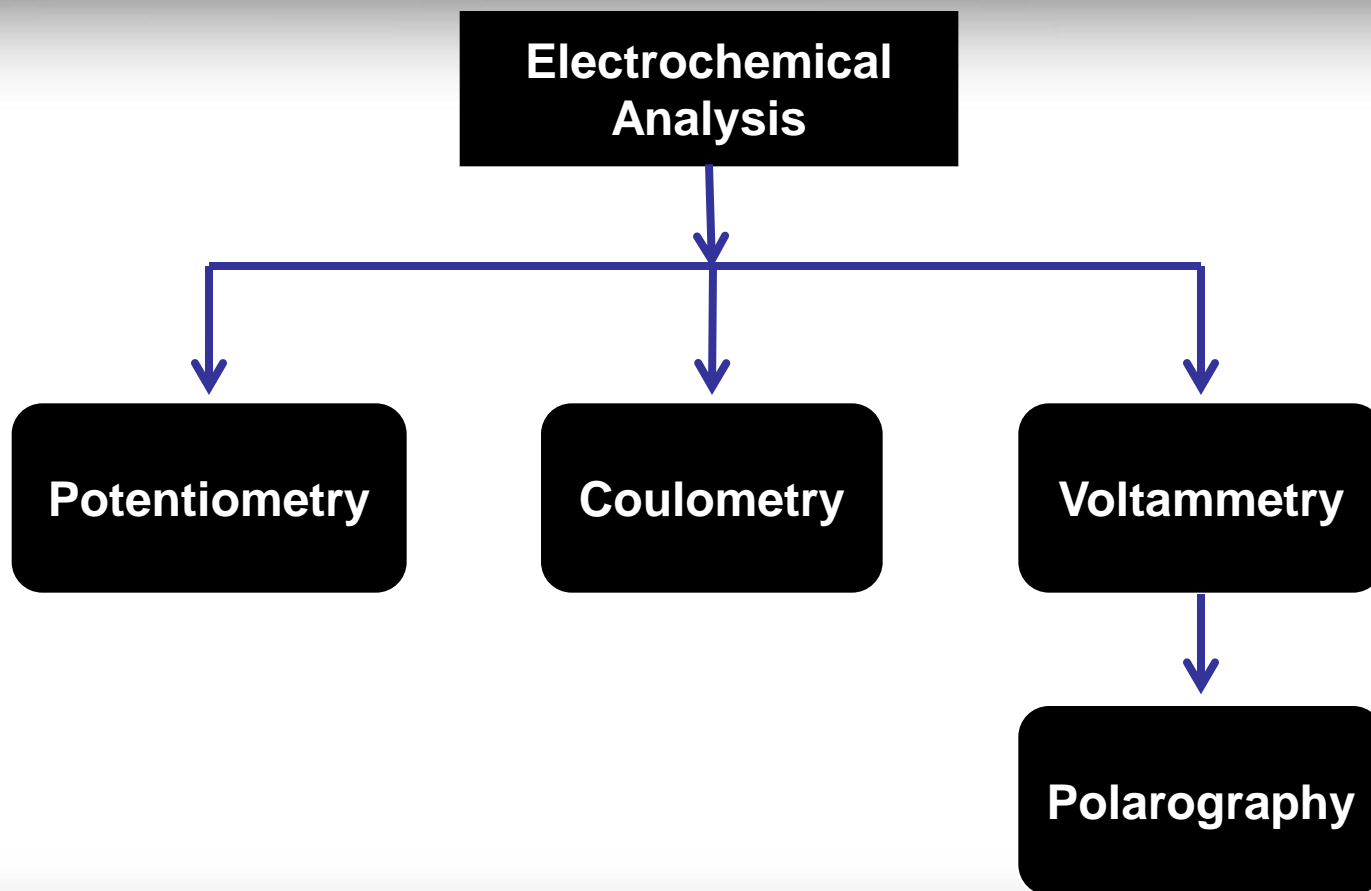 Electrochemical
Analysis
Potentiometry
Coulometry
Voltammetry
Polarography